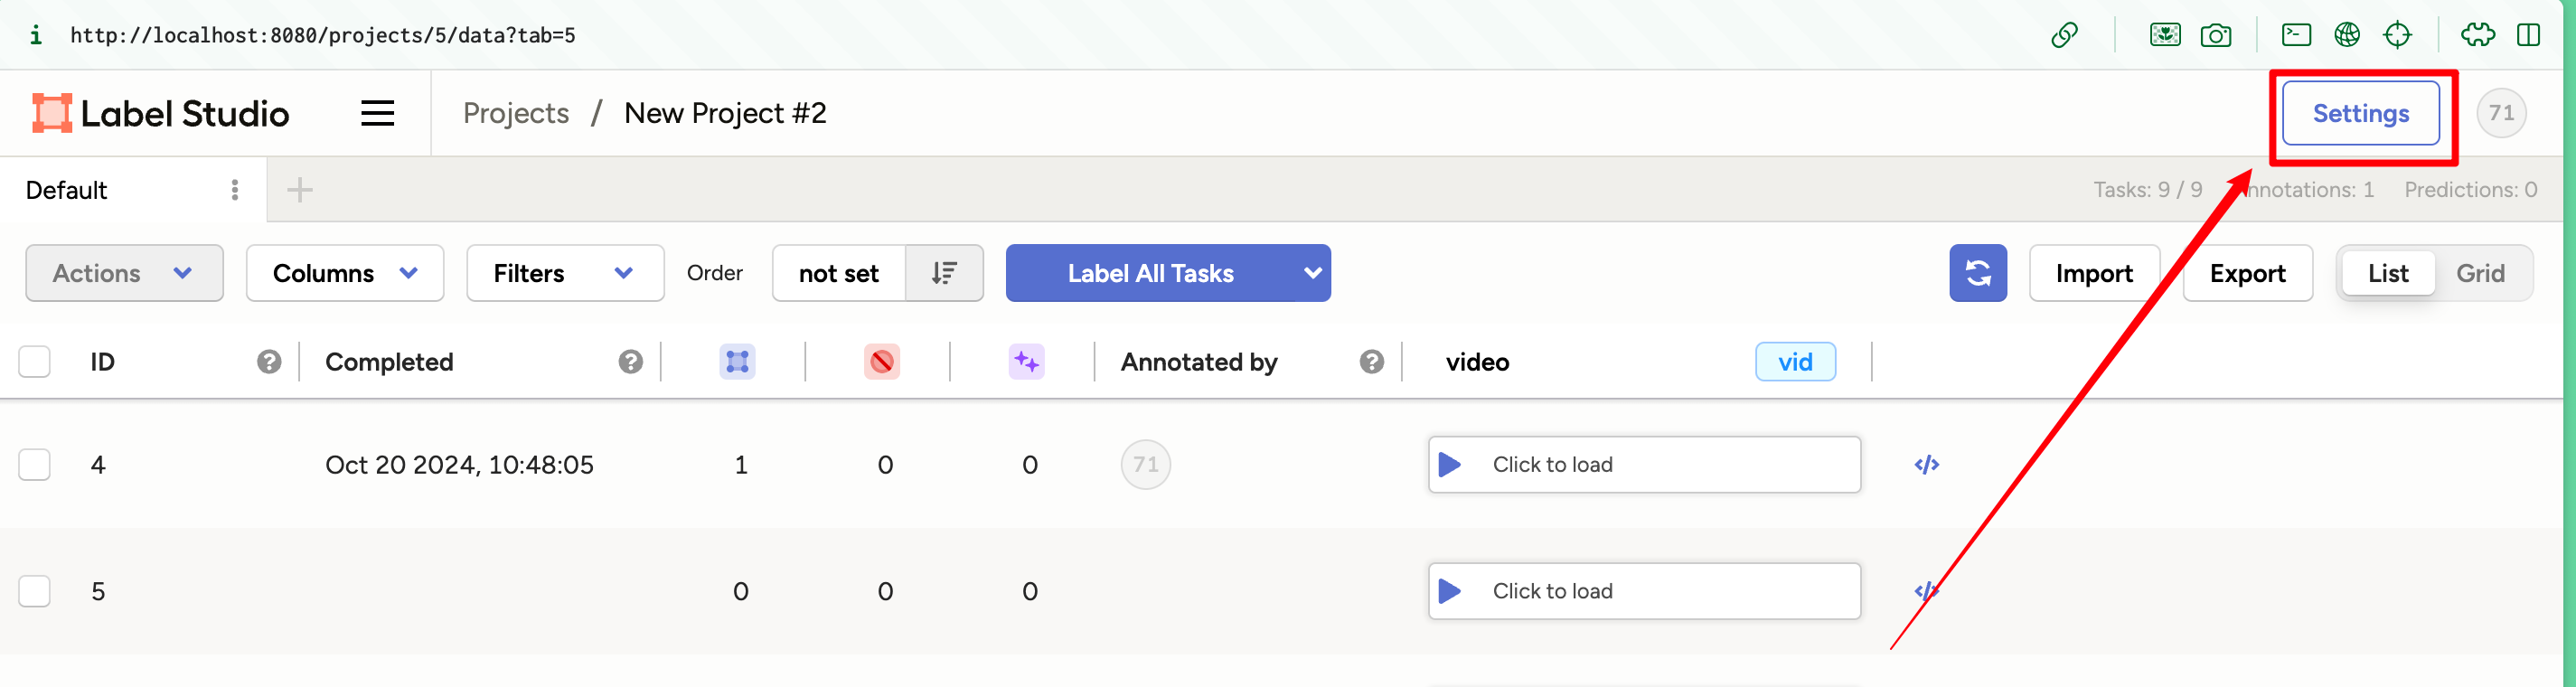 i http://localhost:8080/projects/5/data?tab=5
Label Studio Projects / New Project #2 Settings 71
Default Tasks: 9 / 9 nnotations: 1 Predictions: 0
Actions Columns Filters Order not set Label All Tasks Import Export List Grid
ID ? Completed ? Annotated by ? video vid
4 Oct 20 2024, 10:48:05 1 0 0 71 Click to load </>
5 0 0 0 Click to load </>